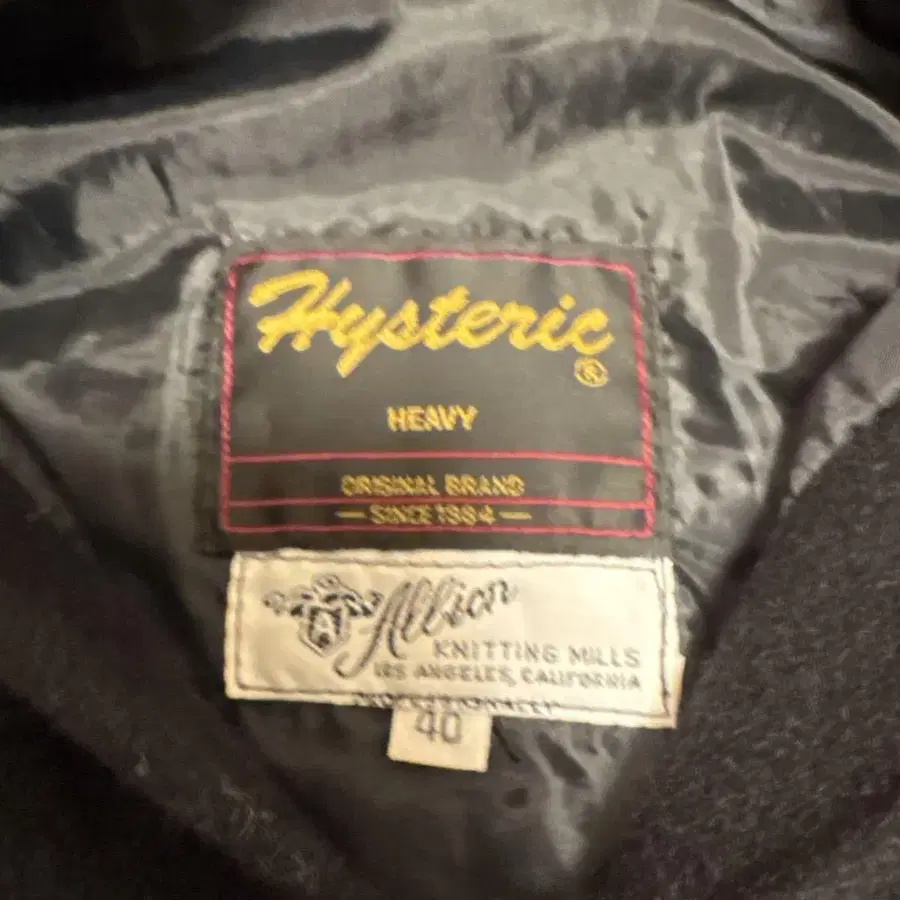 Hysteric
®
HEAVY
ORIGINAL BRAND
— SINCE 1984 —
Albion
KNITTING MILLS
LOS ANGELES, CALIFORNIA
40